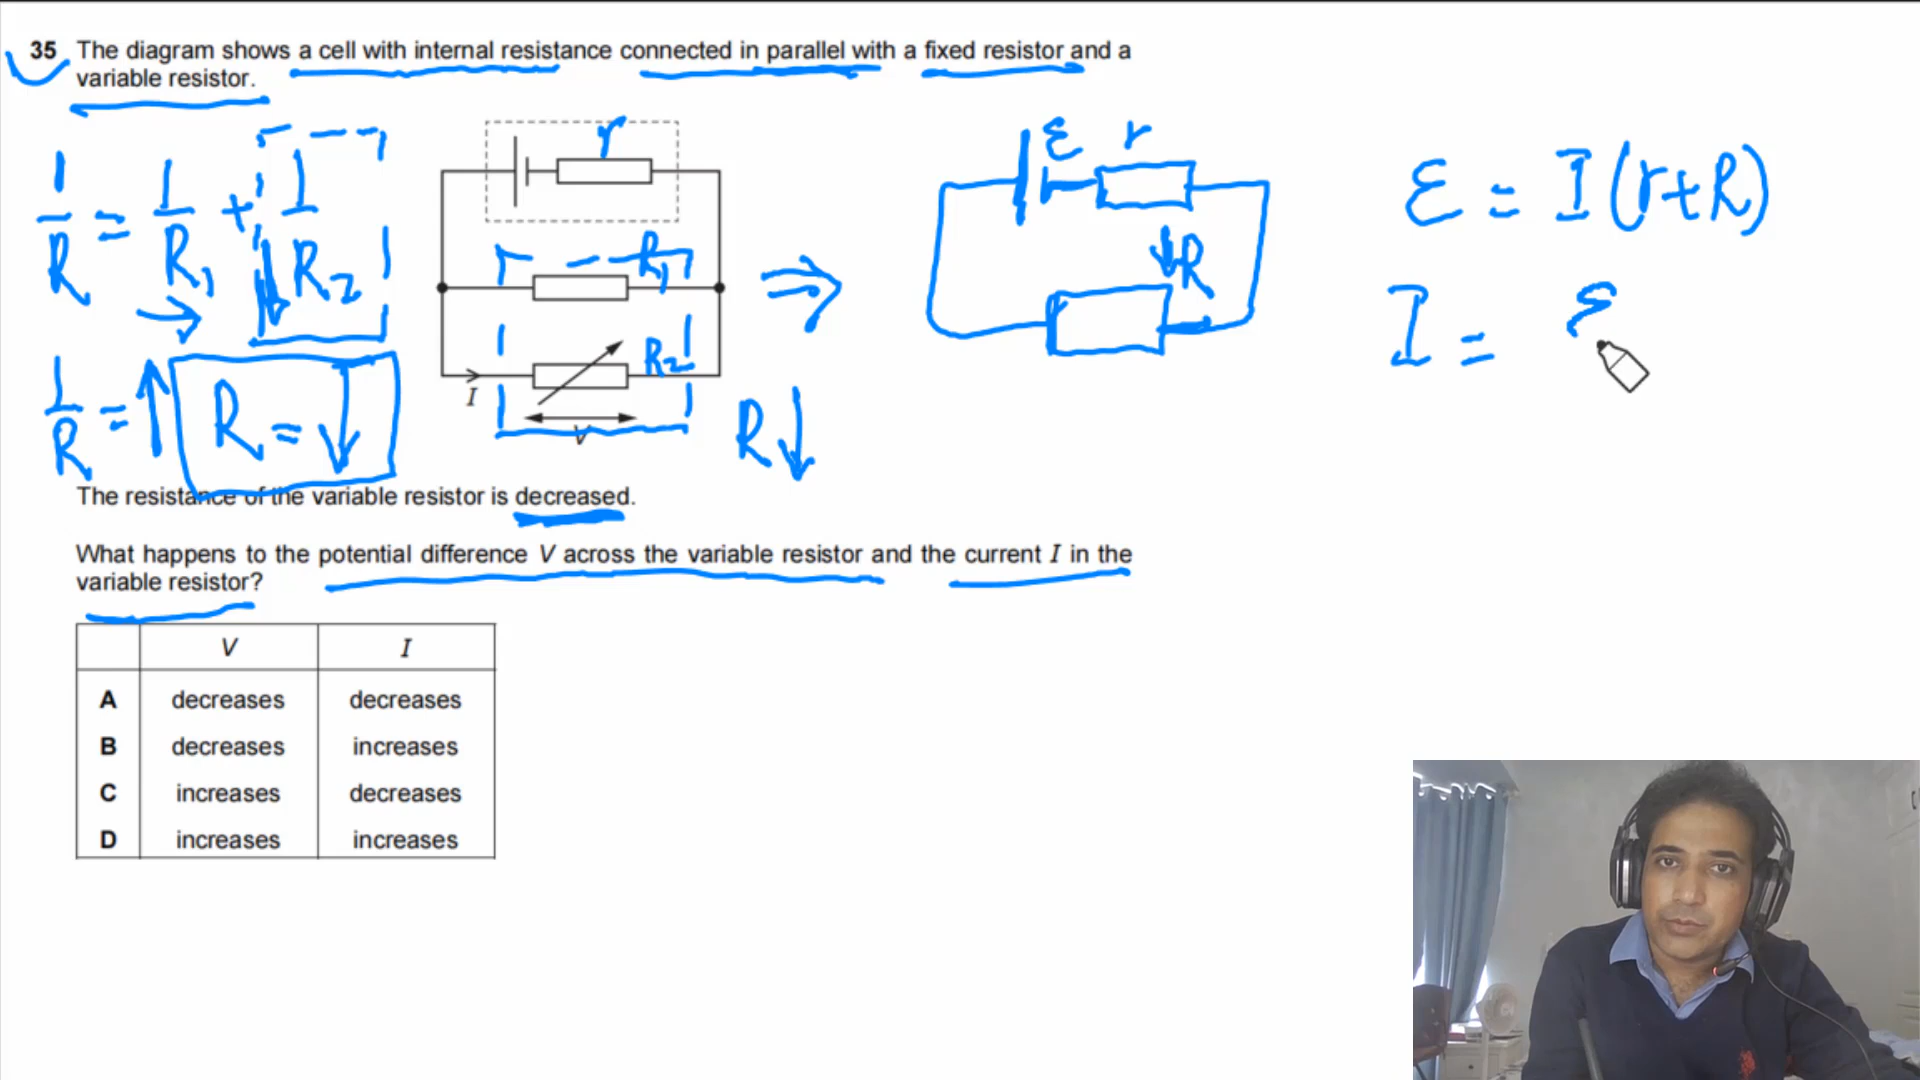 35 The diagram shows a cell with internal resistance connected in parallel with a fixed resistor and a
variable resistor.
1/R = 1/R₁ + 1/R₂
1/R = ↑
R = ↓
r
R₁
R₂
I
V
R↓
⇒
ε r
↓R
ε = I(r+R)
I = ε
The resistance of the variable resistor is decreased.
What happens to the potential difference V across the variable resistor and the current I in the
variable resistor?
V I
A decreases decreases
B decreases increases
C increases decreases
D increases increases